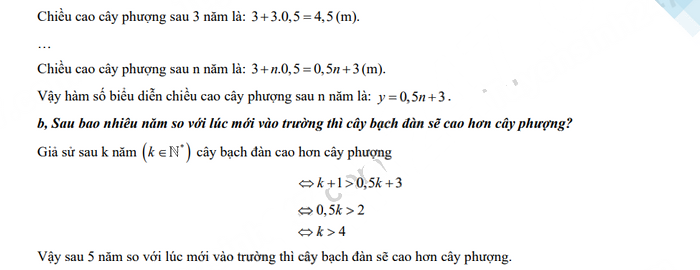 Chiều cao cây phượng sau 3 năm là: 3+3.0,5=4,5(m).
…
Chiều cao cây phượng sau n năm là: 3+n.0,5=0,5n+3(m).
Vậy hàm số biểu diễn chiều cao cây phượng sau n năm là: y=0,5n+3.
b, Sau bao nhiêu năm so với lúc mới vào trường thì cây bạch đàn sẽ cao hơn cây phượng?
Giả sử sau k năm (k∈ℕ*) cây bạch đàn cao hơn cây phượng
⇔k+1>0,5k+3
⇔0,5k>2
⇔k>4
Vậy sau 5 năm so với lúc mới vào trường thì cây bạch đàn sẽ cao hơn cây phượng.